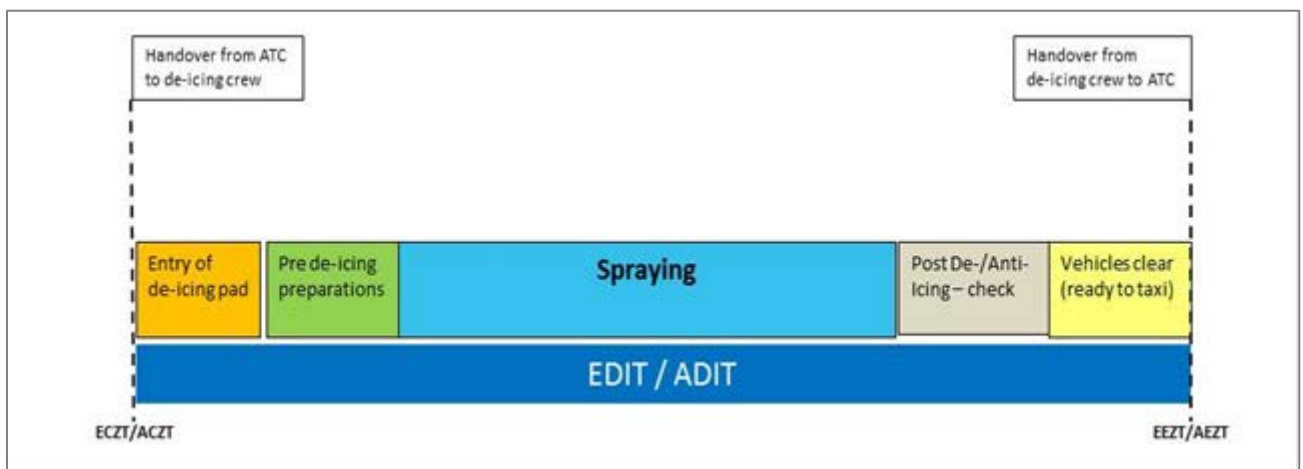 Handover from ATC
to de-icing crew
Handover from
de-icing crew to ATC
Entry of
de-icing pad
Pre de-icing
preparations
Spraying
Post De-/Anti-
Icing – check
Vehicles clear
(ready to taxi)
EDIT / ADIT
ECZT/ACZT
EEZT/AEZT